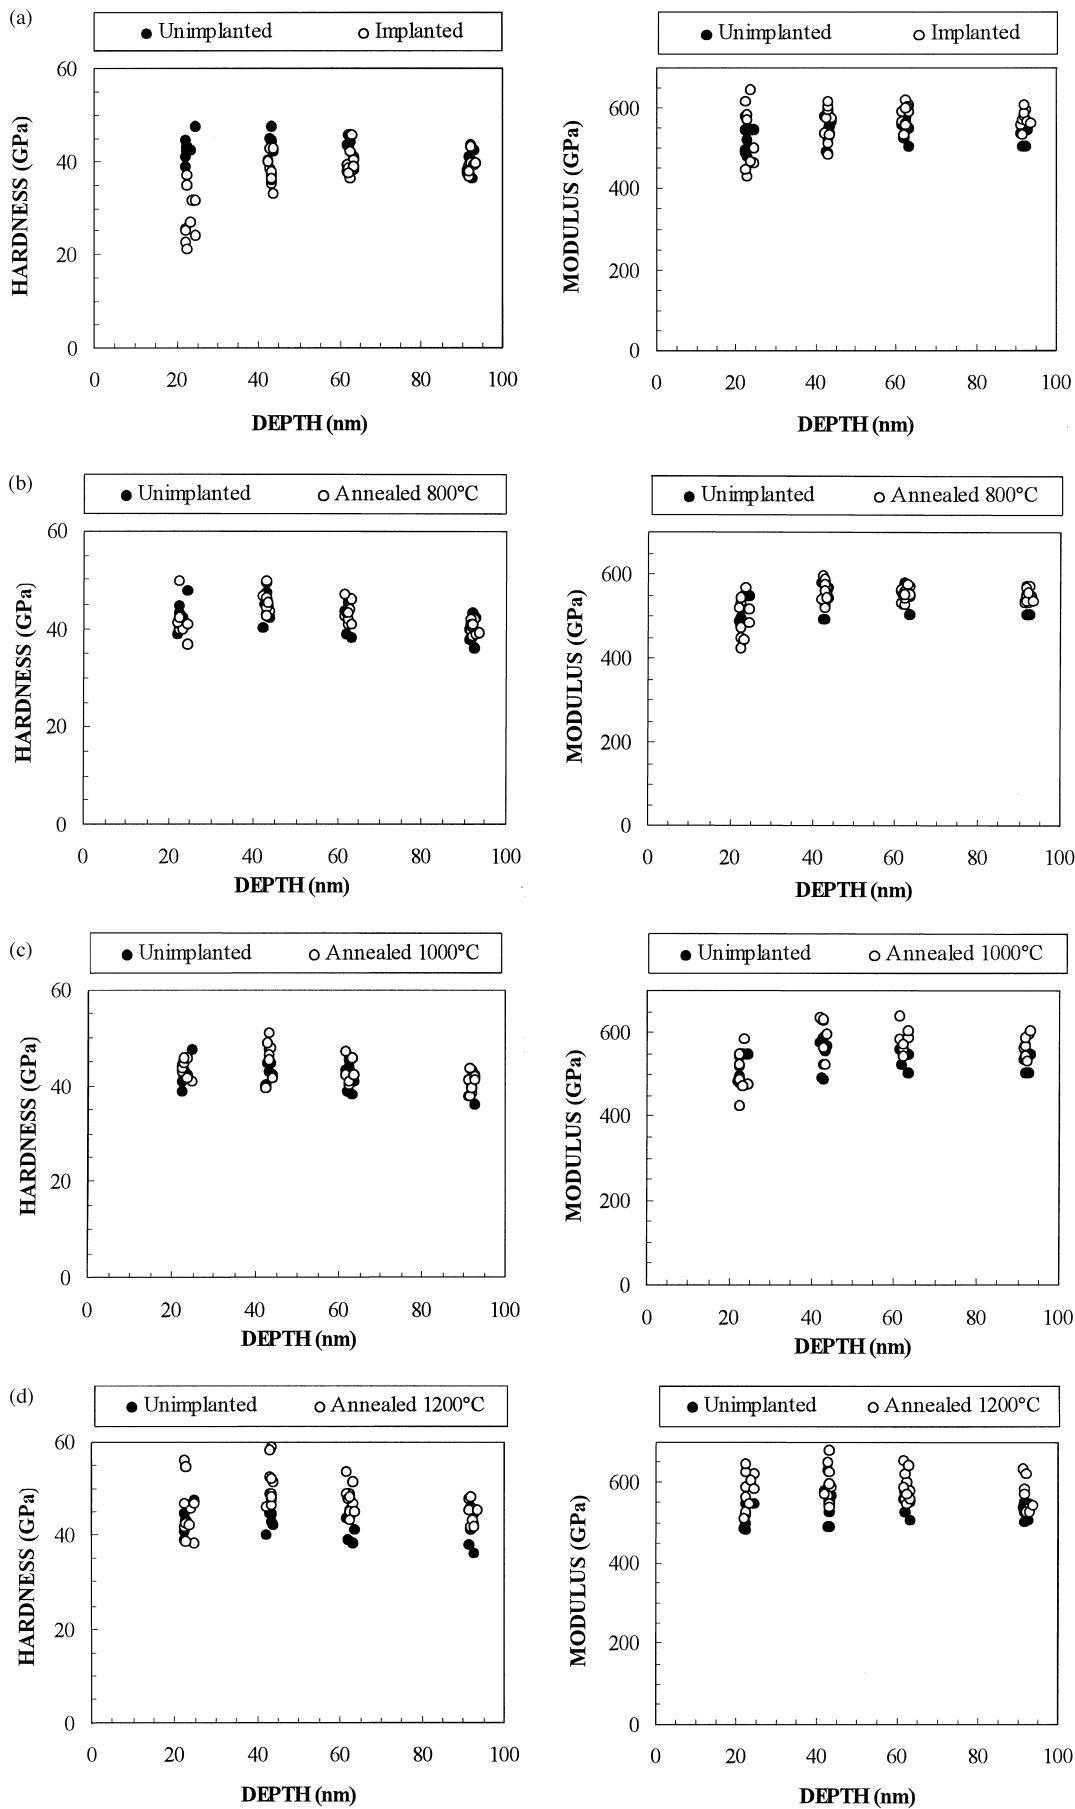 (a)
Unimplanted Implanted
60
40
20
0
HARDNESS (GPa)
0 20 40 60 80 100
DEPTH (nm)
Unimplanted Implanted
600
400
200
0
MODULUS (GPa)
0 20 40 60 80 100
DEPTH (nm)
(b)
Unimplanted Annealed 800°C
60
40
20
0
HARDNESS (GPa)
0 20 40 60 80 100
DEPTH (nm)
Unimplanted Annealed 800°C
600
400
200
0
MODULUS (GPa)
0 20 40 60 80 100
DEPTH (nm)
(c)
Unimplanted Annealed 1000°C
60
40
20
0
HARDNESS (GPa)
0 20 40 60 80 100
DEPTH (nm)
Unimplanted Annealed 1000°C
600
400
200
0
MODULUS (GPa)
0 20 40 60 80 100
DEPTH (nm)
(d)
Unimplanted Annealed 1200°C
60
40
20
0
HARDNESS (GPa)
0 20 40 60 80 100
DEPTH (nm)
Unimplanted Annealed 1200°C
600
400
200
0
MODULUS (GPa)
0 20 40 60 80 100
DEPTH (nm)